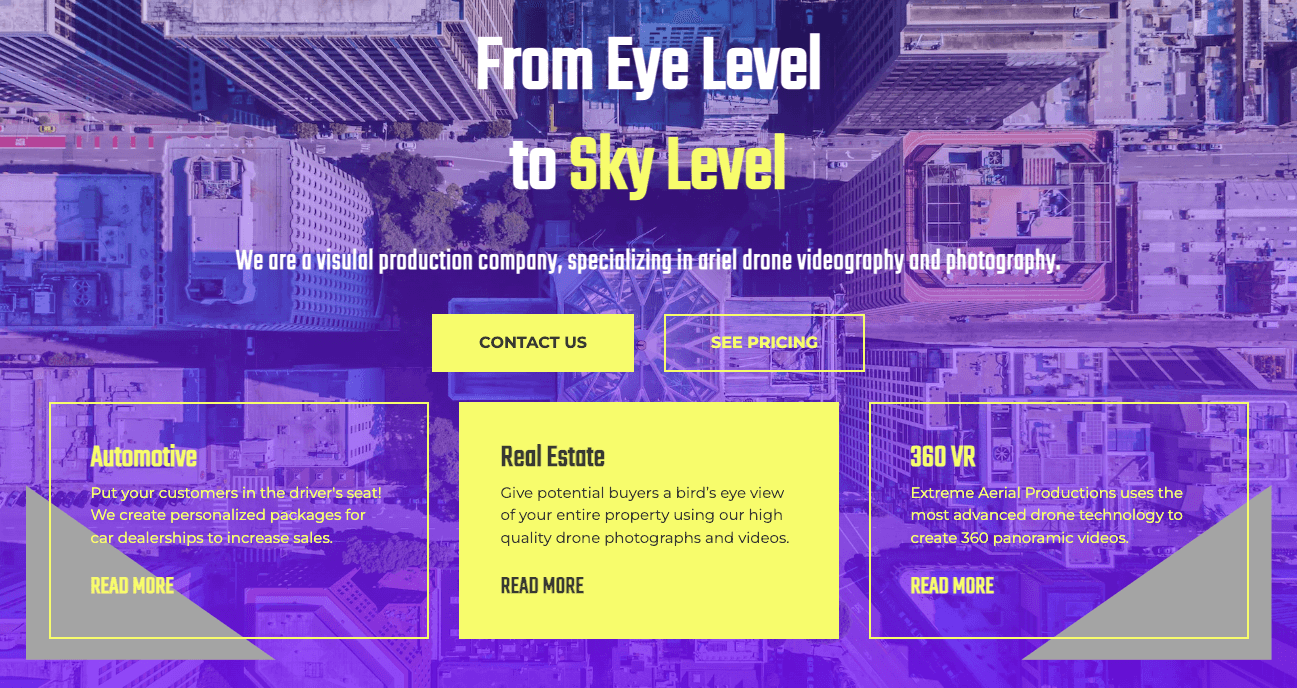 From Eye Level
to Sky Level
We are a visulal production company, specializing in ariel drone videography and photography.
CONTACT US
SEE PRICING
Automotive
Put your customers in the driver's seat!
We create personalized packages for
car dealerships to increase sales.
READ MORE
Real Estate
Give potential buyers a bird’s eye view
of your entire property using our high
quality drone photographs and videos.
READ MORE
360 VR
Extreme Aerial Productions uses the
most advanced drone technology to
create 360 panoramic videos.
READ MORE